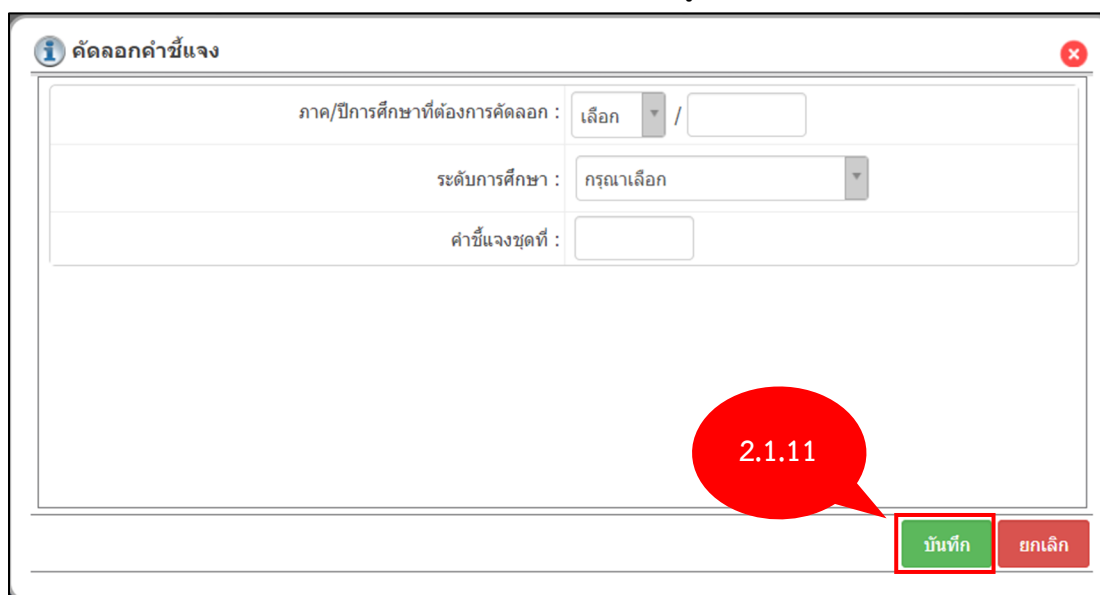 คัดลอกคำชี้แจง
ภาค/ปีการศึกษาที่ต้องการคัดลอก : เลือก /
ระดับการศึกษา : กรุณาเลือก
คำชี้แจงชุดที่ :
2.1.11
บันทึก ยกเลิก